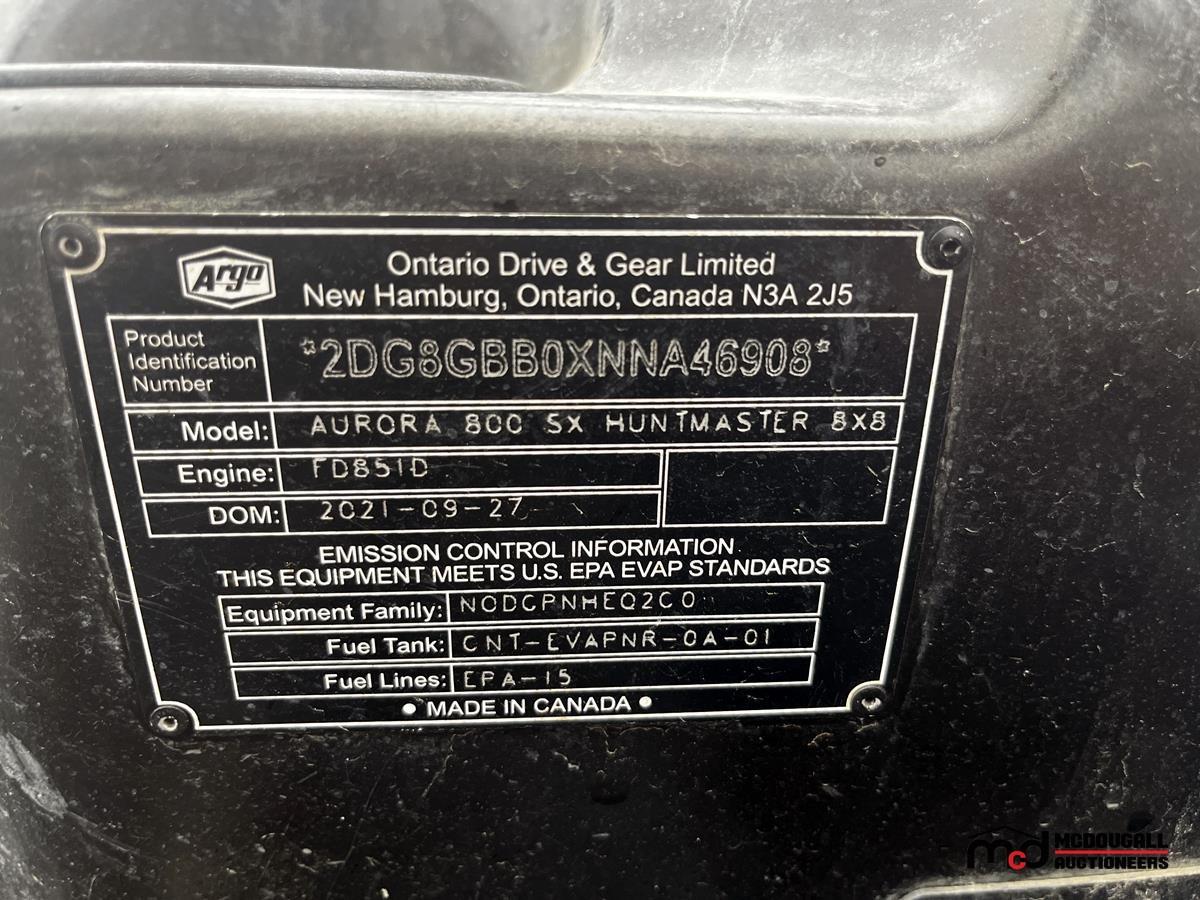 Argo
Ontario Drive & Gear Limited
New Hamburg, Ontario, Canada N3A 2J5
Product
Identification
Number
*2DG8GBB0XNNA46908*
Model: AURORA 800 SX HUNTMASTER 8X8
Engine: FD851D
DOM: 2021-09-27
EMISSION CONTROL INFORMATION
THIS EQUIPMENT MEETS U.S. EPA EVAP STANDARDS
Equipment Family: NODCPNHEQ2C0
Fuel Tank: CNT-EVAPNR-0A-01
Fuel Lines: EPA-15
• MADE IN CANADA •
mcd MCDOUGALL
AUCTIONEERS